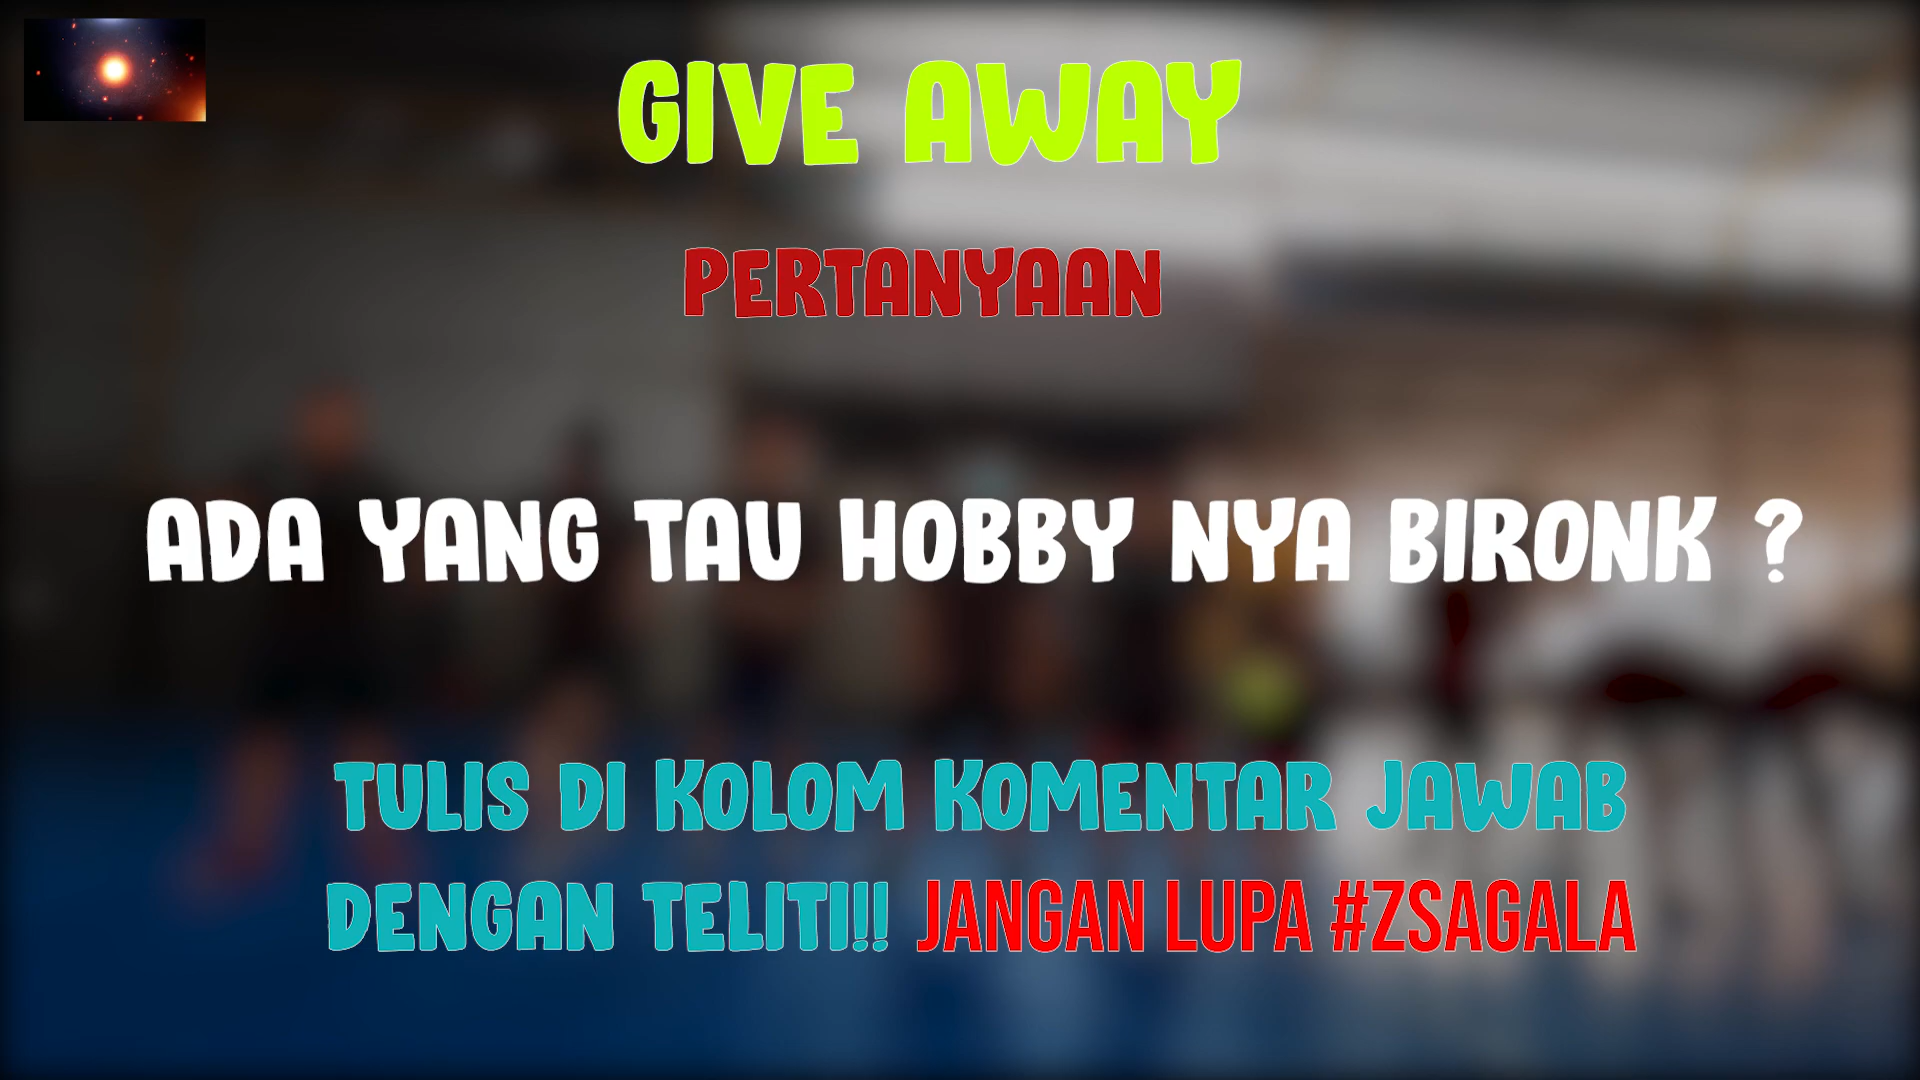 GIVE AWAY
PERTANYAAN
ADA YANG TAU HOBBY NYA BIRONK ?
TULIS DI KOLOM KOMENTAR JAWAB
DENGAN TELITI!! JANGAN LUPA #ZSAGALA